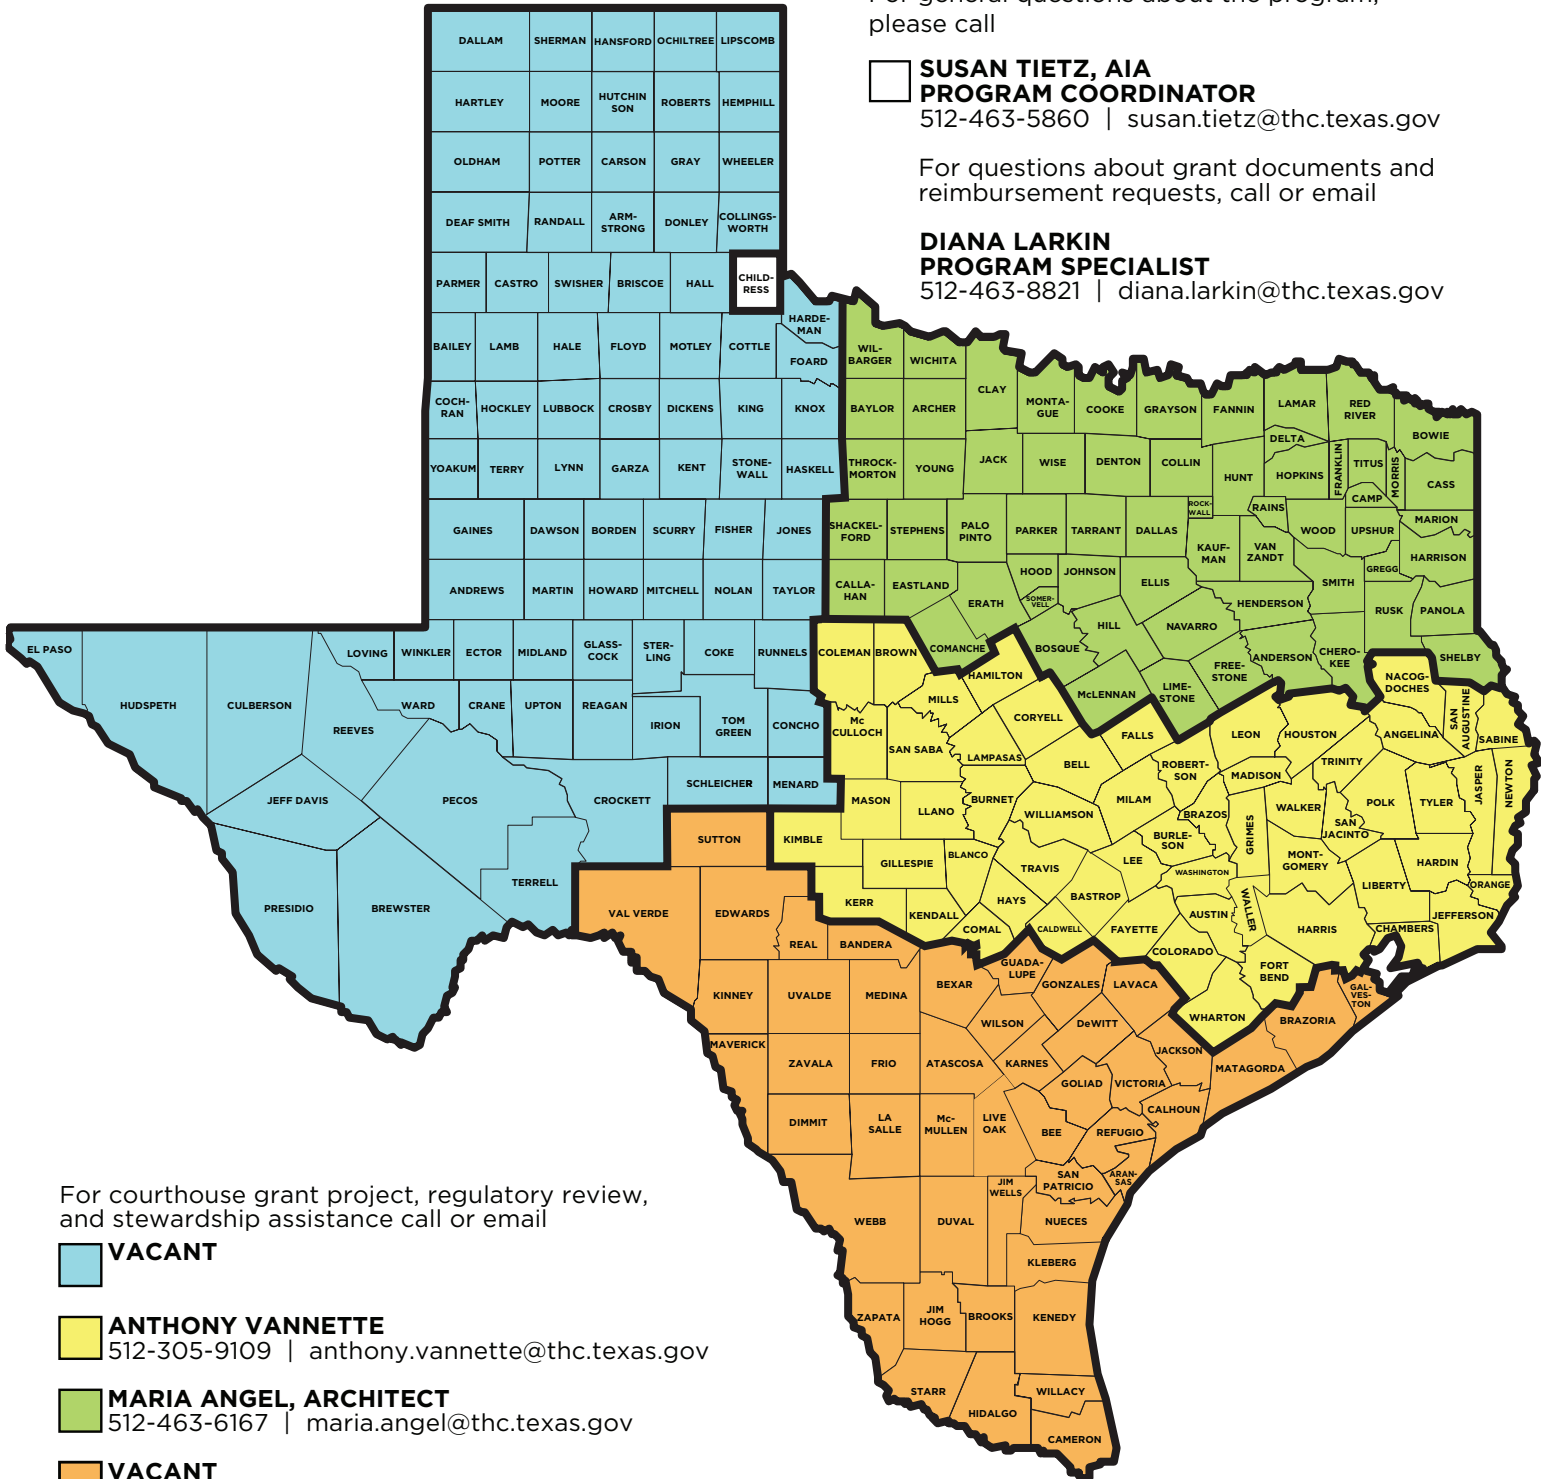 For general questions about the program,
please call
SUSAN TIETZ, AIA
PROGRAM COORDINATOR
512-463-5860 | susan.tietz@thc.texas.gov
For questions about grant documents and
reimbursement requests, call or email
DIANA LARKIN
PROGRAM SPECIALIST
512-463-8821 | diana.larkin@thc.texas.gov
DALLAM SHERMAN HANSFORD OCHILTREE LIPSCOMB
HARTLEY MOORE HUTCHIN
SON ROBERTS HEMPHILL
OLDHAM POTTER CARSON GRAY WHEELER
DEAF SMITH RANDALL ARM-
STRONG DONLEY COLLINGS-
WORTH
PARMER CASTRO SWISHER BRISCOE HALL CHILD-
RESS
HARDE-
MAN
BAILEY LAMB HALE FLOYD MOTLEY COTTLE
FOARD
WIL-
BARGER WICHITA
CLAY
MONTA-
GUE COOKE GRAYSON FANNIN LAMAR RED
RIVER
BOWIE
COCH-
RAN HOCKLEY LUBBOCK CROSBY DICKENS KING KNOX BAYLOR ARCHER
DELTA
YOAKUM TERRY LYNN GARZA KENT STONE-
WALL HASKELL THROCK-
MORTON YOUNG JACK WISE DENTON COLLIN HUNT HOPKINS FRANKLIN TITUS MORRIS CASS
CAMP
ROCK-
WALL RAINS
GAINES DAWSON BORDEN SCURRY FISHER JONES SHACKEL-
FORD STEPHENS PALO
PINTO PARKER TARRANT DALLAS KAUF-
MAN VAN
ZANDT WOOD UPSHUR MARION
HARRISON
GREGG
ANDREWS MARTIN HOWARD MITCHELL NOLAN TAYLOR CALLA-
HAN EASTLAND ERATH HOOD JOHNSON ELLIS SMITH
SOMER-
VELL
HENDERSON RUSK PANOLA
EL PASO HUDSPETH CULBERSON REEVES LOVING WINKLER ECTOR MIDLAND GLASS-
COCK STER-
LING COKE RUNNELS COLEMAN BROWN COMANCHE
BOSQUE HILL NAVARRO ANDERSON CHERO-
KEE SHELBY
FREE-
STONE
LIME-
STONE
McLENNAN
HAMILTON
MILLS
NACOG-
DOCHES
SAN
AUGUSTINE
SABINE
WARD CRANE UPTON REAGAN IRION TOM
GREEN CONCHO Mc
CULLOCH SAN SABA
CORYELL
LAMPASAS BELL FALLS
ROBERT-
SON
LEON HOUSTON ANGELINA
TRINITY
MADISON
JASPER NEWTON
JEFF DAVIS PECOS CROCKETT SCHLEICHER MENARD
MASON LLANO BURNET WILLIAMSON MILAM BRAZOS WALKER POLK TYLER
SAN
JACINTO
GRIMES
BURLE-
SON
SUTTON KIMBLE GILLESPIE BLANCO TRAVIS LEE WASHINGTON MONT-
GOMERY HARDIN
LIBERTY
ORANGE
PRESIDIO BREWSTER TERRELL
VAL VERDE EDWARDS KERR KENDALL HAYS BASTROP
COMAL CALDWELL FAYETTE AUSTIN WALLER
HARRIS CHAMBERS JEFFERSON
COLORADO
FORT
BEND
REAL BANDERA
GUADA-
LUPE
BEXAR GONZALES LAVACA
WHARTON
GAL-
VES-
TON
BRAZORIA
KINNEY UVALDE MEDINA WILSON DeWITT
JACKSON
MATAGORDA
MAVERICK ZAVALA FRIO ATASCOSA KARNES
GOLIAD VICTORIA
CALHOUN
DIMMIT LA
SALLE Mc-
MULLEN LIVE
OAK BEE REFUGIO
SAN
PATRICIO ARAN-
SAS
JIM
WELLS
WEBB DUVAL NUECES
KLEBERG
ZAPATA JIM
HOGG BROOKS KENEDY
STARR HIDALGO WILLACY
CAMERON
For courthouse grant project, regulatory review,
and stewardship assistance call or email
VACANT
ANTHONY VANNETTE
512-305-9109 | anthony.vannette@thc.texas.gov
MARIA ANGEL, ARCHITECT
512-463-6167 | maria.angel@thc.texas.gov
VACANT